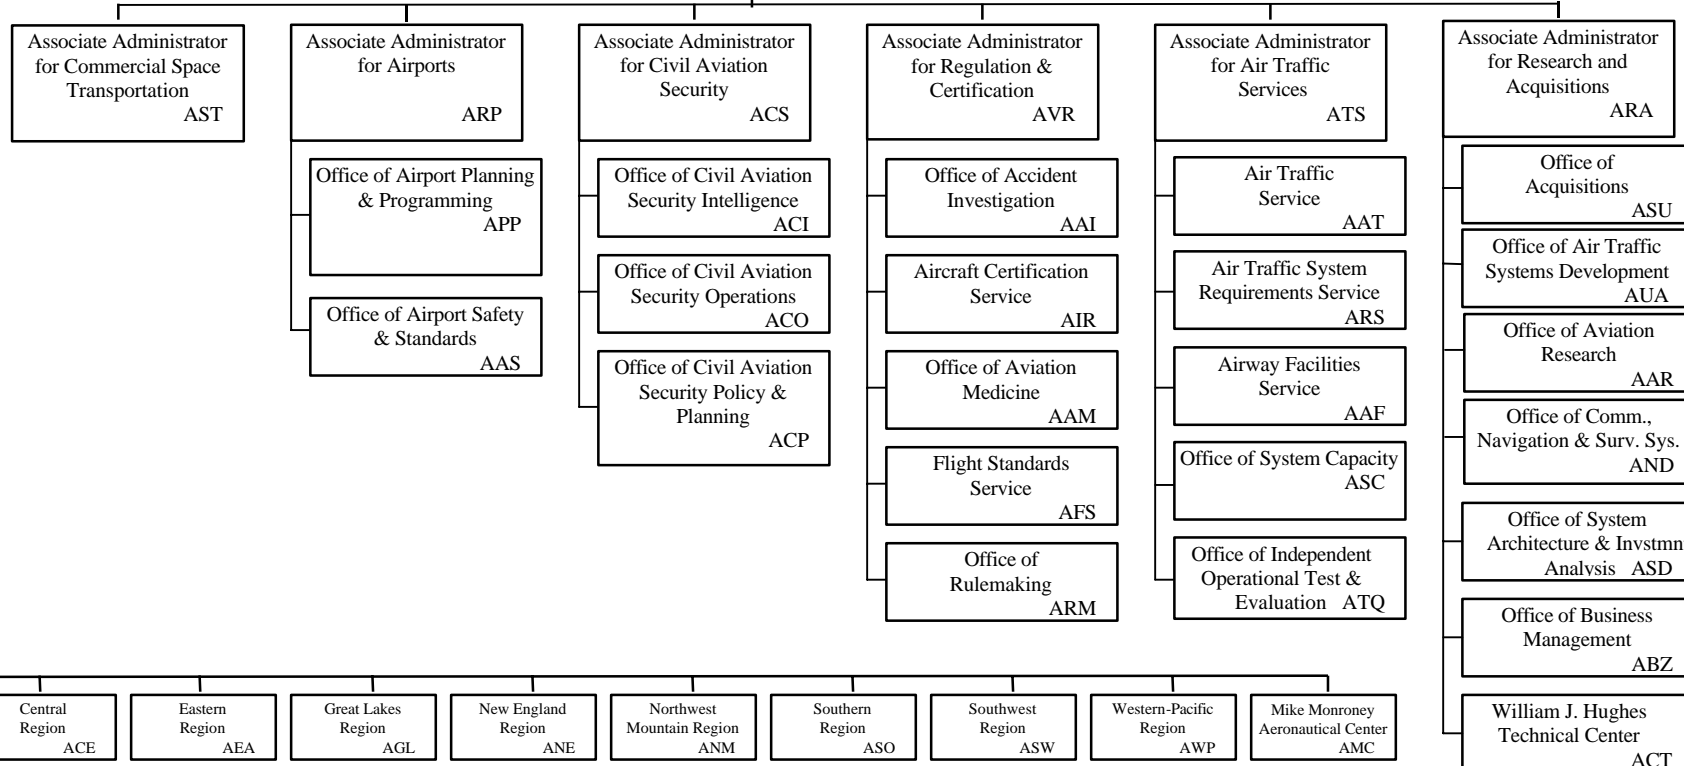 Associate Administrator
for Commercial Space
Transportation
AST
Associate Administrator
for Airports
ARP
Office of Airport Planning
& Programming
APP
Office of Airport Safety
& Standards
AAS
Associate Administrator
for Civil Aviation
Security
ACS
Office of Civil Aviation
Security Intelligence
ACI
Office of Civil Aviation
Security Operations
ACO
Office of Civil Aviation
Security Policy &
Planning
ACP
Associate Administrator
for Regulation &
Certification
AVR
Office of Accident
Investigation
AAI
Aircraft Certification
Service
AIR
Office of Aviation
Medicine
AAM
Flight Standards
Service
AFS
Office of
Rulemaking
ARM
Associate Administrator
for Air Traffic
Services
ATS
Air Traffic
Service
AAT
Air Traffic System
Requirements Service
ARS
Airway Facilities
Service
AAF
Office of System Capacity
ASC
Office of Independent
Operational Test &
Evaluation ATQ
Associate Administrator
for Research and
Acquisitions
ARA
Office of
Acquisitions
ASU
Office of Air Traffic
Systems Development
AUA
Office of Aviation
Research
AAR
Office of Comm.,
Navigation & Surv. Sys.
AND
Office of System
Architecture & Invstmn
Analysis ASD
Office of Business
Management
ABZ
William J. Hughes
Technical Center
ACT
Central
Region
ACE
Eastern
Region
AEA
Great Lakes
Region
AGL
New England
Region
ANE
Northwest
Mountain Region
ANM
Southern
Region
ASO
Southwest
Region
ASW
Western-Pacific
Region
AWP
Mike Monroney
Aeronautical Center
AMC